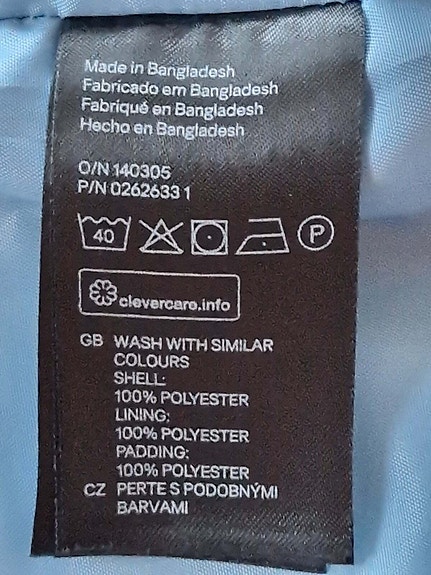 Made in Bangladesh
Fabricado em Bangladesh
Fabriqué en Bangladesh
Hecho en Bangladesh
O/N 140305
P/N 0262633 1
40 P
clevercare.info
GB WASH WITH SIMILAR
COLOURS
SHELL:
100% POLYESTER
LINING:
100% POLYESTER
PADDING:
100% POLYESTER
CZ PERTE S PODOBNÝMI
BARVAMI